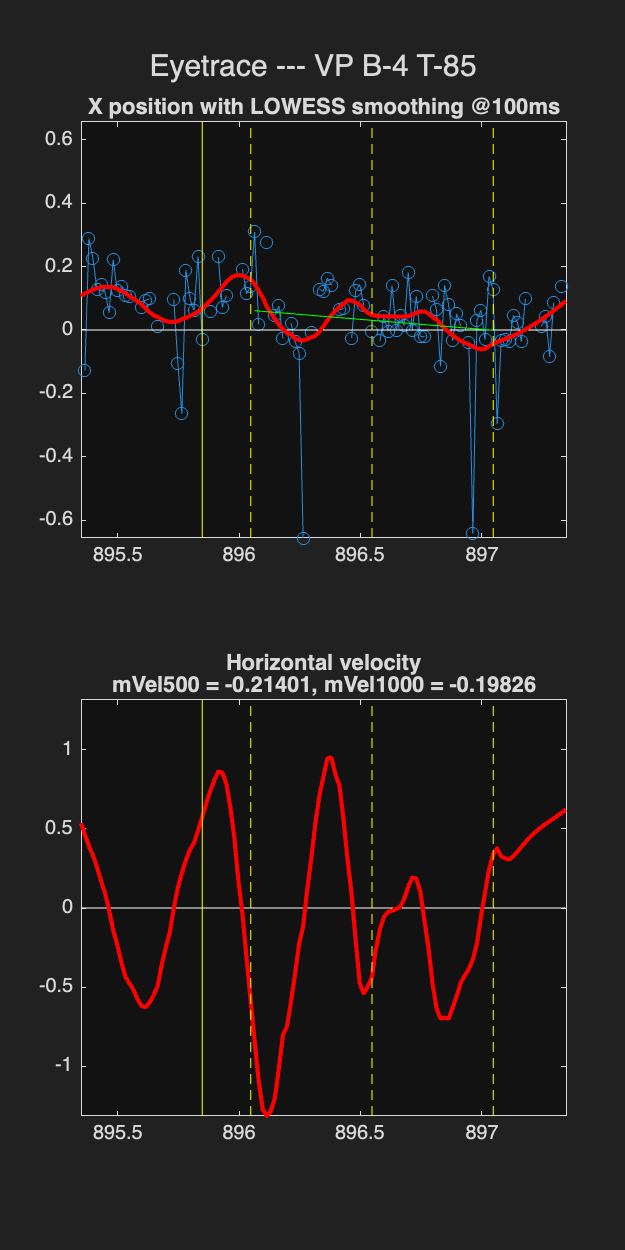 Eyetrace --- VP B-4 T-85
X position with LOWESS smoothing @100ms
0.6
0.4
0.2
0
-0.2
-0.4
-0.6
895.5 896 896.5 897
Horizontal velocity
mVel500 = -0.21401, mVel1000 = -0.19826
1
0.5
0
-0.5
-1
895.5 896 896.5 897